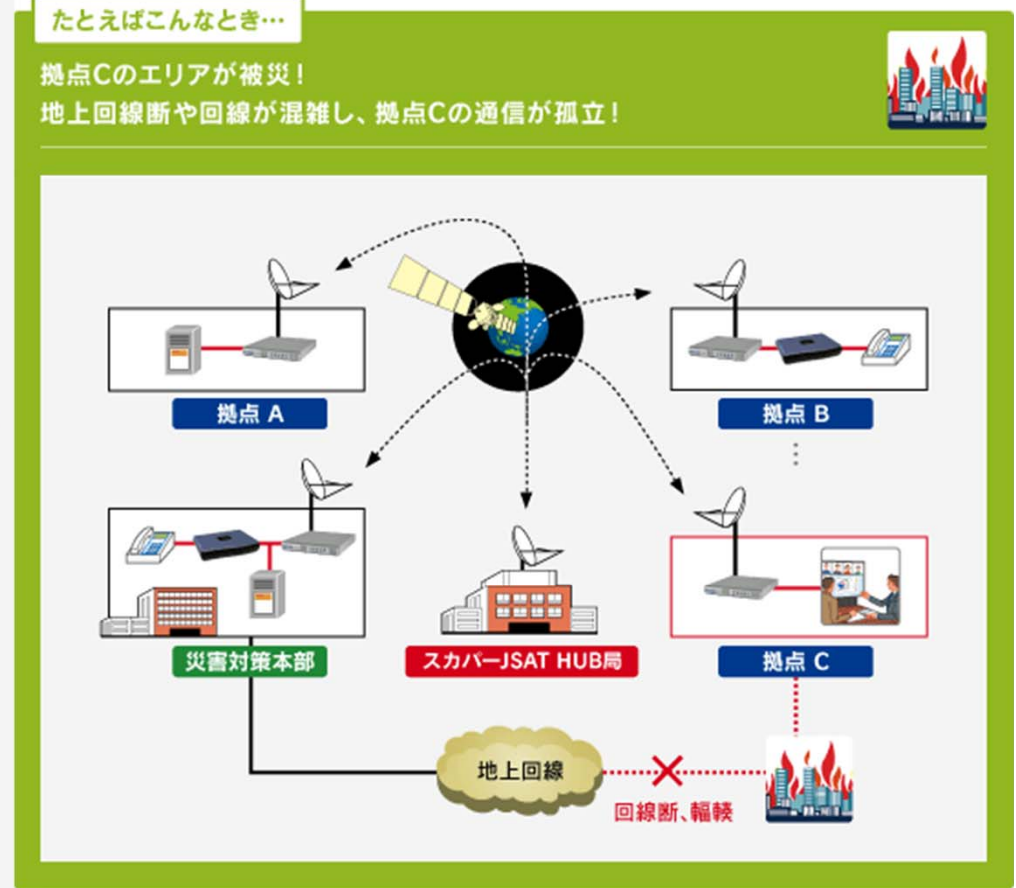 たとえばこんなとき…
拠点Cのエリアが被災！
地上回線断や回線が混雑し、拠点Cの通信が孤立！
拠点 A
拠点 B
災害対策本部
スカパーJSAT HUB局
拠点 C
地上回線
回線断、輻輳